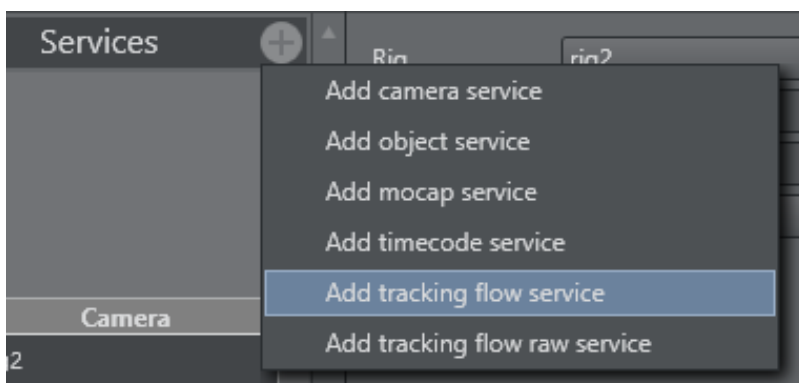 Services
Rig rig2
Add camera service
Add object service
Add mocap service
Add timecode service
Add tracking flow service
Camera
Add tracking flow raw service